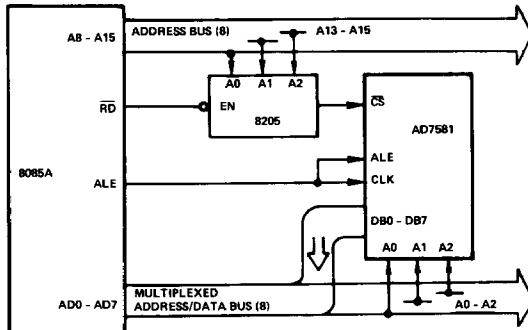 A8 - A15
ADDRESS BUS (8)
A13 - A15
A0 A1 A2
RD
EN
8205
CS
AD7581
8085A
ALE
ALE
CLK
DB0 - DB7
A0 A1 A2
MULTIPLEXED
ADDRESS/DATA BUS (8)
AD0 - AD7
A0 - A2